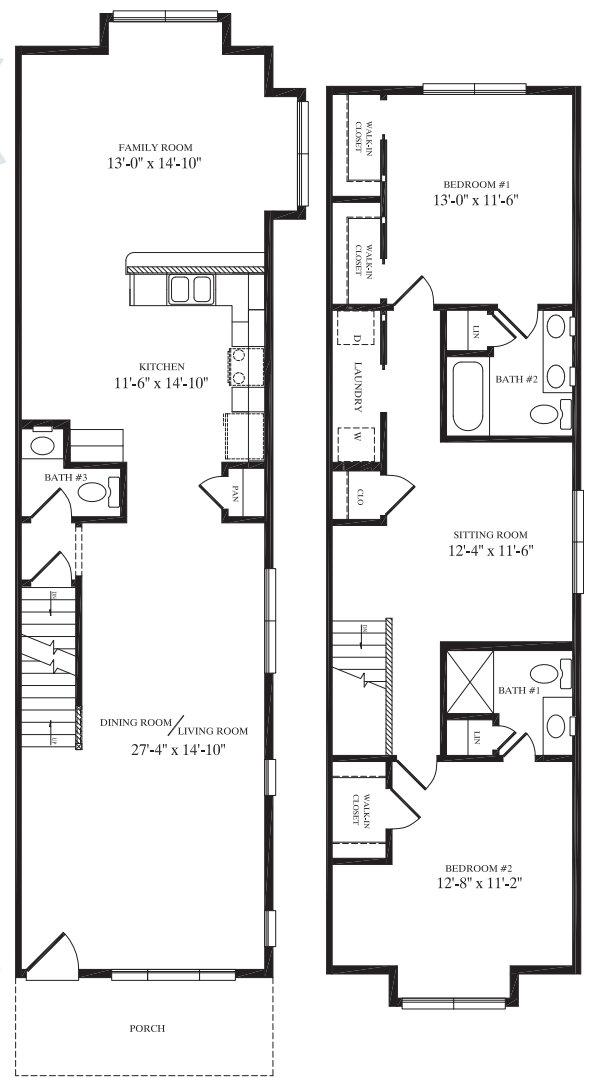 FAMILY ROOM
13'-0" x 14'-10"
KITCHEN
11'-6" x 14'-10"
BATH #3
PAN
DN
UP
DINING ROOM / LIVING ROOM
27'-4" x 14'-10"
PORCH
WALK-IN
CLOSET
BEDROOM #1
13'-0" x 11'-6"
WALK-IN
CLOSET
D
LAUNDRY
W
LIN
BATH #2
CLO
SITTING ROOM
12'-4" x 11'-6"
DN
BATH #1
LIN
WALK-IN
CLOSET
BEDROOM #2
12'-8" x 11'-2"